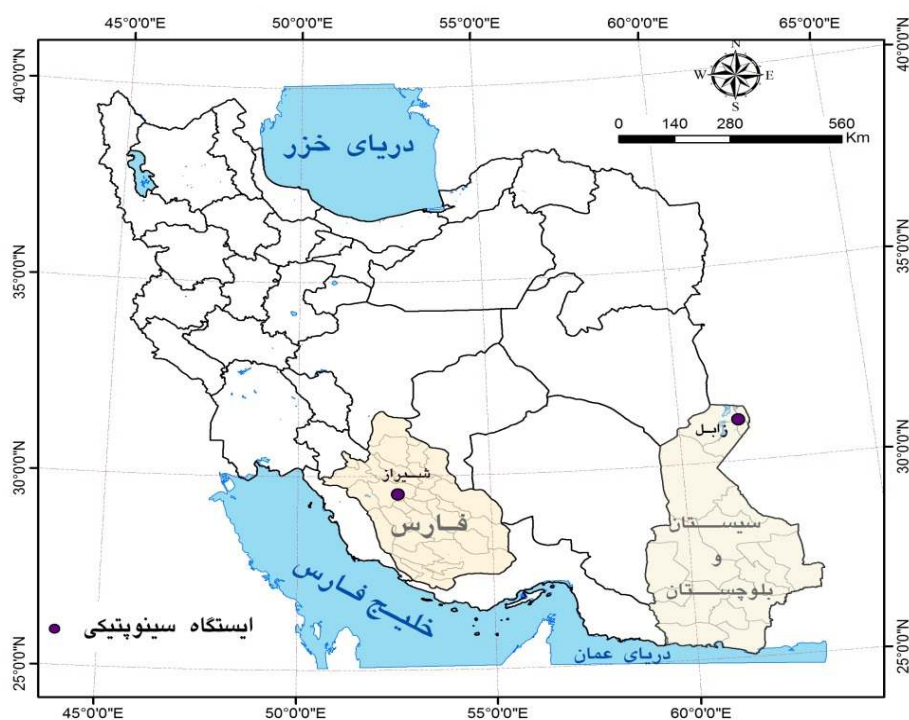 45°0'0"E 50°0'0"E 55°0'0"E 60°0'0"E 65°0'0"E
40°0'0"N
40°0'0"N
N
W E
S
0 140 280 560
Km
دریای خزر
35°0'0"N
35°0'0"N
زابل
30°0'0"N
30°0'0"N
شیراز
فارس
سیستان
و
بلوچستان
خلیج فارس
ایستگاه سینوپتیکی
دریای عمان
25°0'0"N
25°0'0"N
45°0'0"E 50°0'0"E 55°0'0"E 60°0'0"E